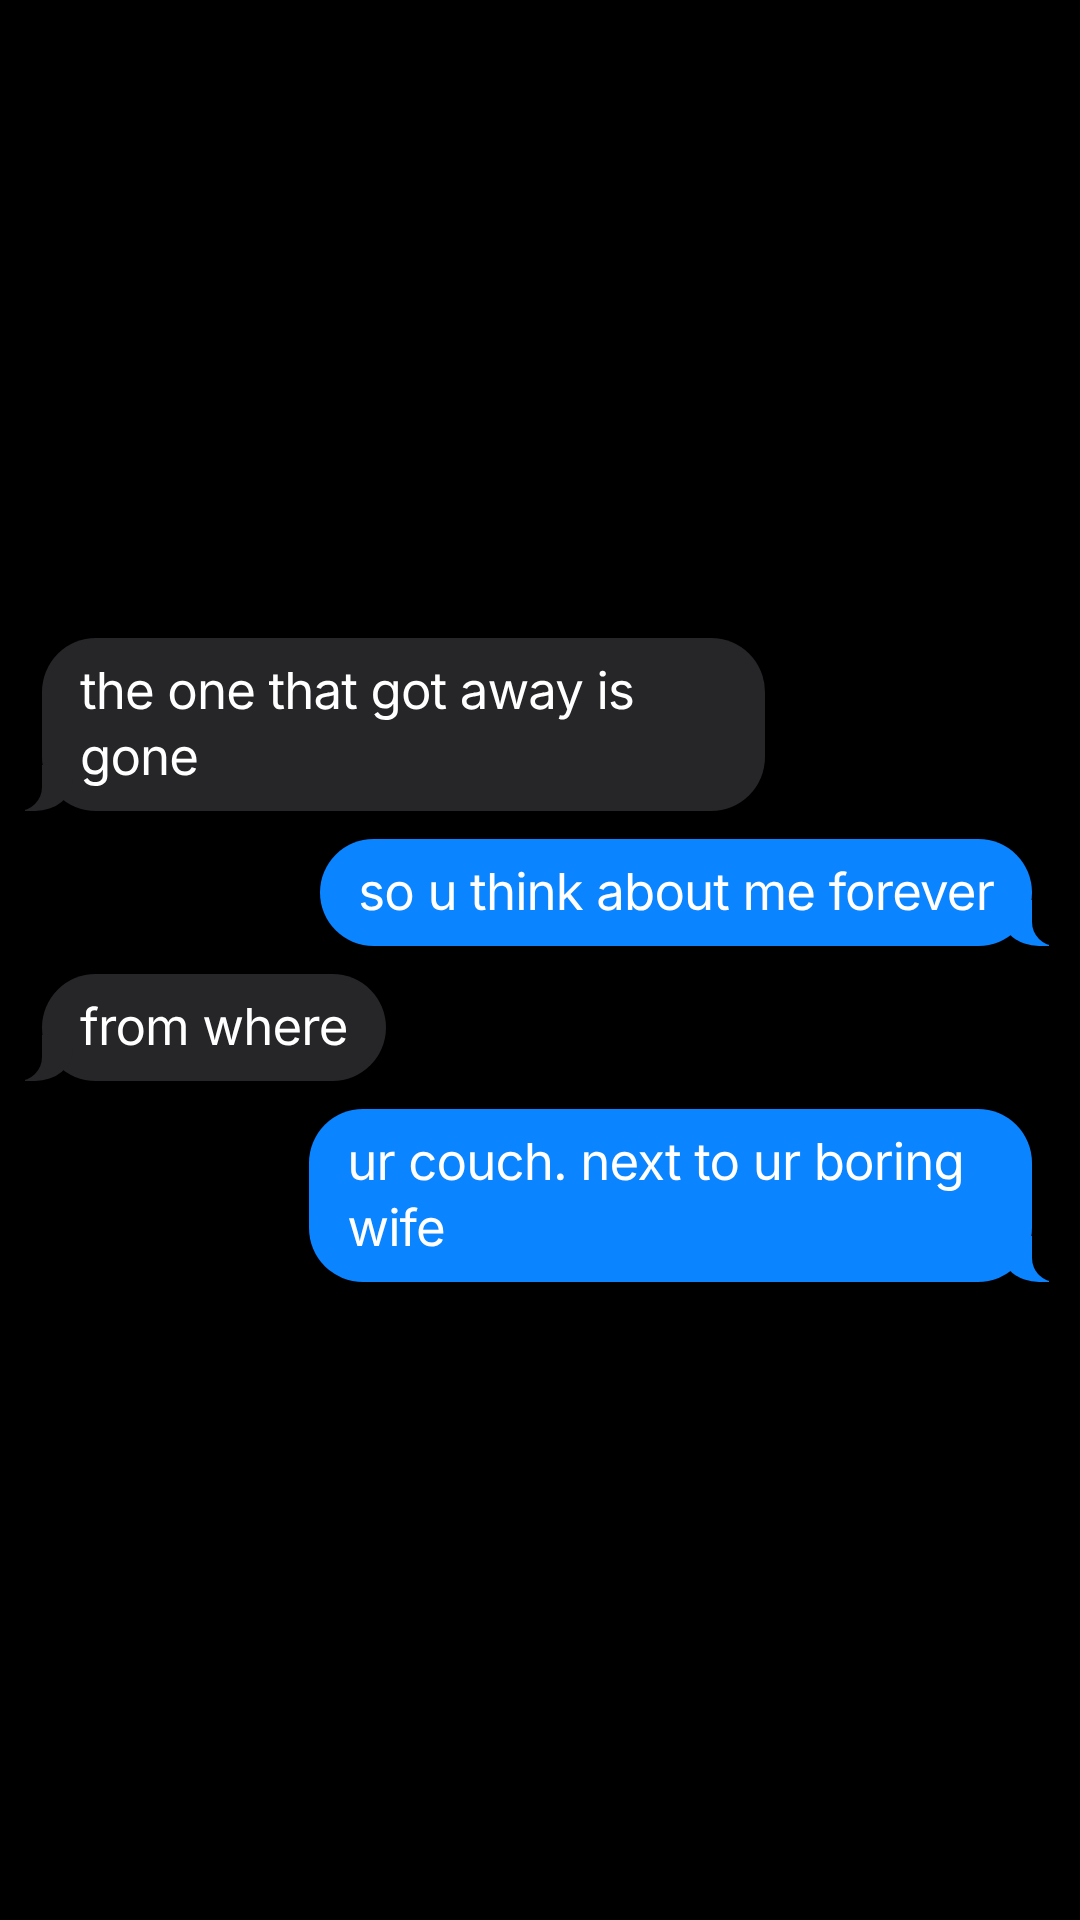 the one that got away is
gone
so u think about me forever
from where
ur couch. next to ur boring
wife